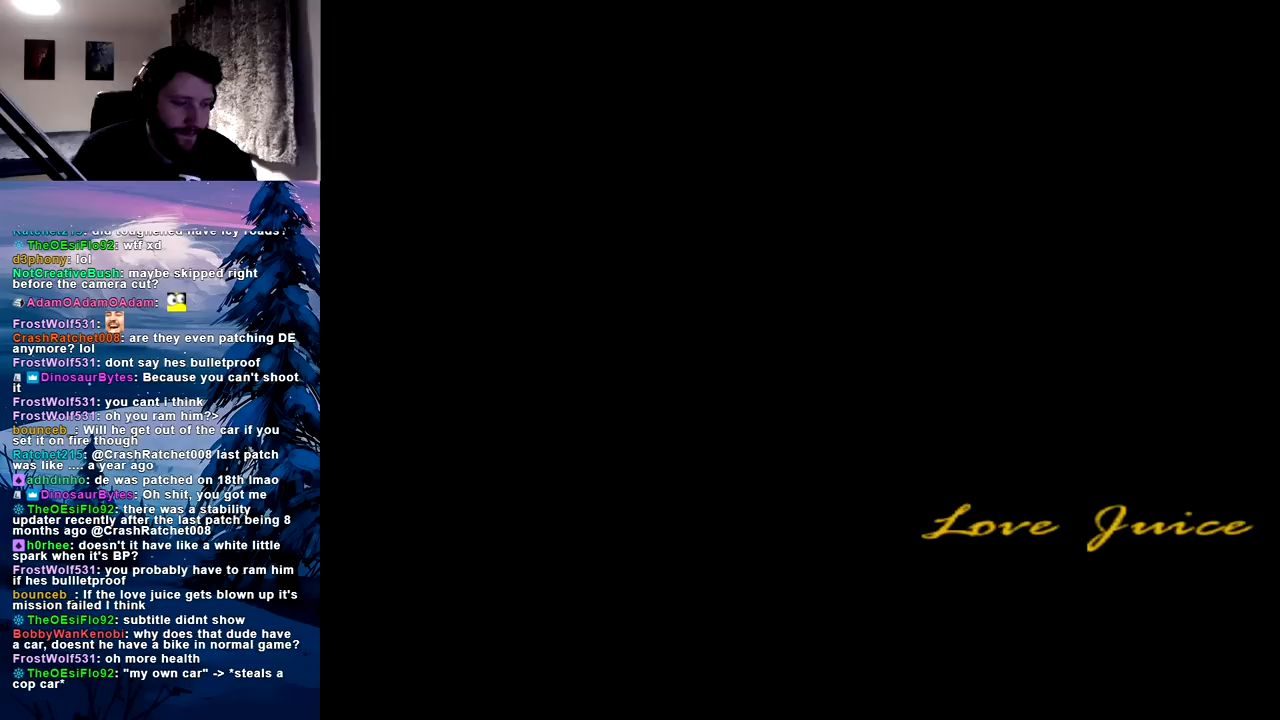 Ratchet215: did toughened have icy roads?
TheOEsiFlo92: wtf xd
d3phony: lol
NotCreativeBush: maybe skipped right
before the camera cut?
AdamOAdamOAdam:
FrostWolf531:
CrashRatchet008: are they even patching DE
anymore? lol
FrostWolf531: dont say hes bulletproof
DinosaurBytes: Because you can't shoot
it
FrostWolf531: you cant i think
FrostWolf531: oh you ram him?>
bounceb_: Will he get out of the car if you
set it on fire though
Ratchet215: @CrashRatchet008 last patch
was like .... a year ago
adhdinho: de was patched on 18th lmao
DinosaurBytes: Oh shit, you got me
TheOEsiFlo92: there was a stability
updater recently after the last patch being 8
months ago @CrashRatchet008
h0rhee: doesn't it have like a white little
spark when it's BP?
FrostWolf531: you probably have to ram him
if hes bullletproof
bounceb_: If the love juice gets blown up it's
mission failed I think
TheOEsiFlo92: subtitle didnt show
BobbyWanKenobi: why does that dude have
a car, doesnt he have a bike in normal game?
FrostWolf531: oh more health
TheOEsiFlo92: "my own car" -> *steals a
cop car*
Love Juice